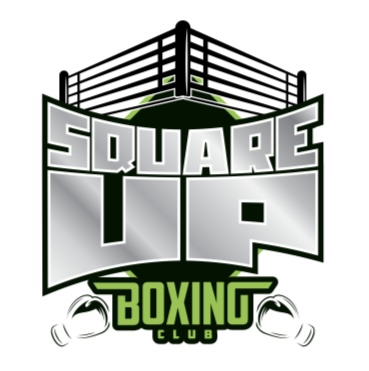 SQUARE
UP
BOXING
CLUB